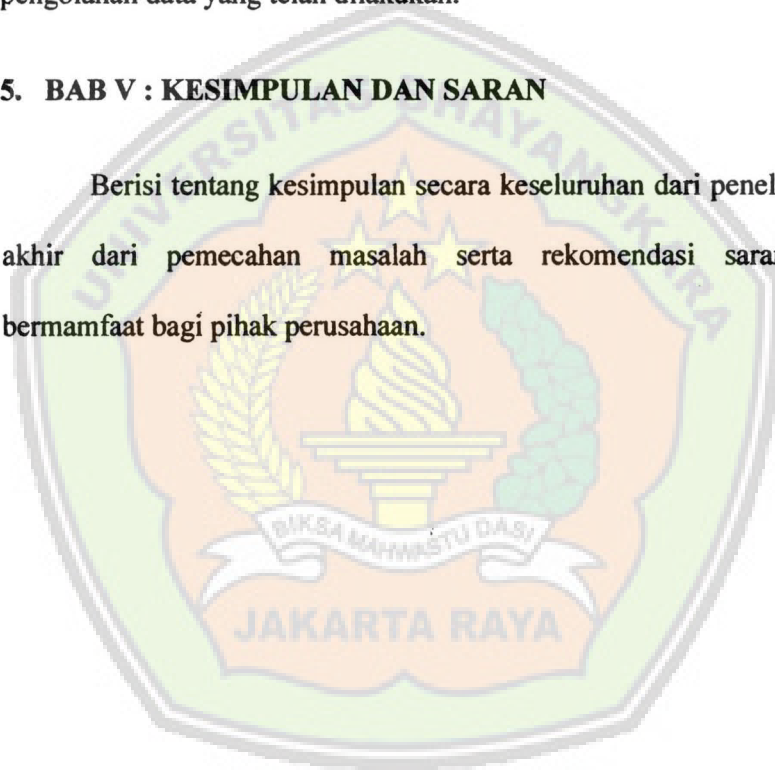 pengolahan data yang telah dilakukan.
5. BAB V : KESIMPULAN DAN SARAN
Berisi tentang kesimpulan secara keseluruhan dari penel
akhir dari pemecahan masalah serta rekomendasi saran
bermamfaat bagi pihak perusahaan.
UNIVERSITAS BHAYANGKARA
BIKSA MAHWASTU DASI
JAKARTA RAYA